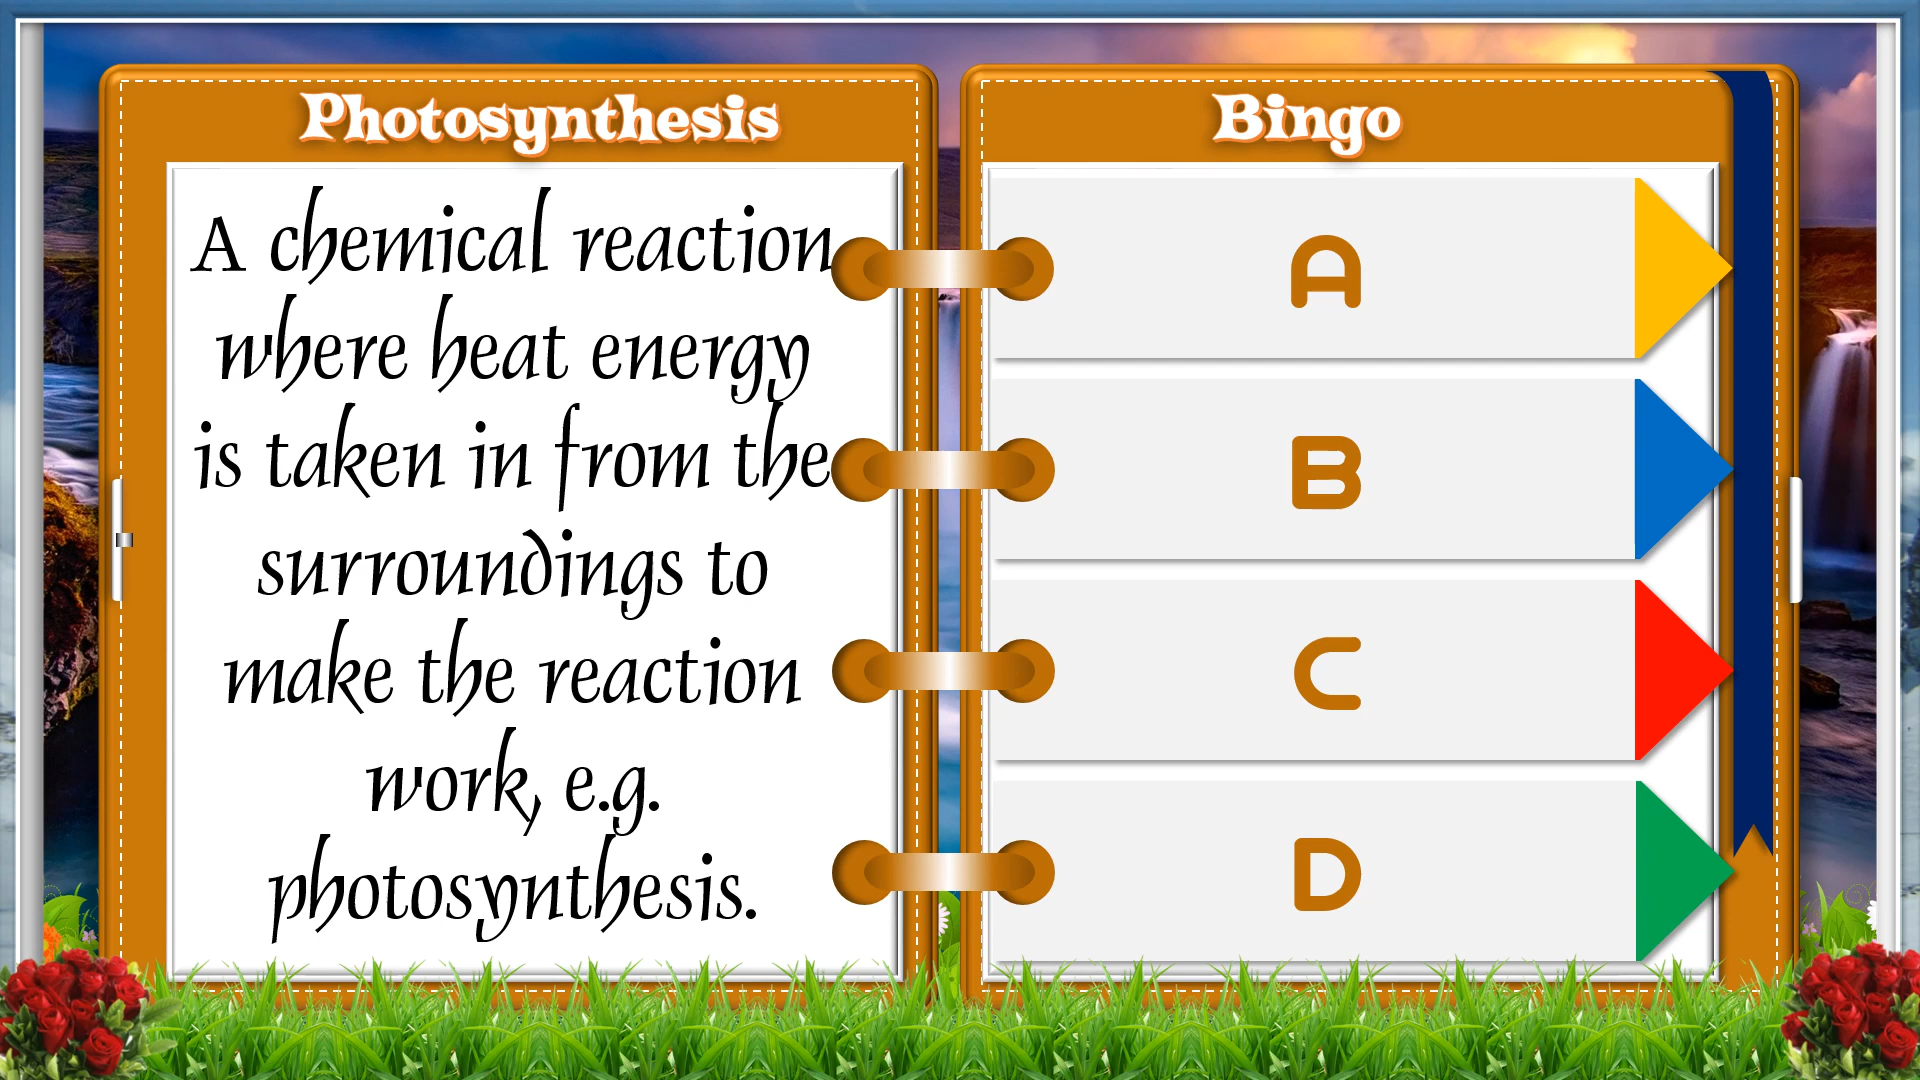 Photosynthesis
A chemical reaction
where heat energy
is taken in from the
surroundings to
make the reaction
work, e.g.
photosynthesis.
Bingo
A
B
C
D